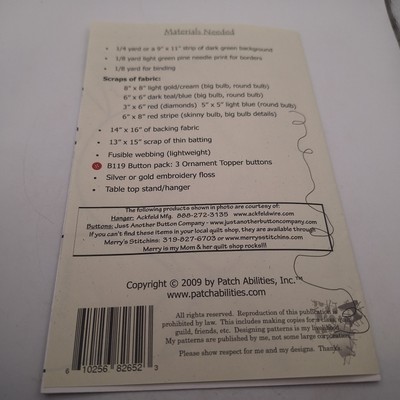 Materials Needed
• 1/4 yard or a 9" x 11" strip of dark green background
• 1/8 yard light green pine needle print for borders
• 1/8 yard for binding
Scraps of fabric:
8" x 8" light gold/cream (big bulb, round bulb)
6" x 6" dark teal/blue (big bulb, round bulb)
3" x 6" red (diamonds) 5" x 5" light blue (round bulb)
6" x 8" red stripe (skinny bulb, big bulb details)
• 14" x 16" of backing fabric
• 13" x 15" scrap of thin batting
• Fusible webbing (lightweight)
B119 Button pack: 3 Ornament Topper buttons
• Silver or gold embroidery floss
• Table top stand/hanger
The following products shown in photo are courtesy of:
Hanger: Ackfeld Mfg. 888-272-3135 www.ackfeldwire.com
Buttons: Just Another Button Company - www.justanotherbuttoncompany.com
If you can't find these items in your local quilt shop, they are available through
Merry's Stitchins: 319-827-6703 or www.merrysstitchins.com
Merry is my Mom & her quilt shop rocks!!!
Copyright © 2009 by Patch Abilities, Inc.™
www.patchabilities.com
All rights reserved. Reproduction of this publication is
prohibited by law. This includes making copies for a class,
guild, friends, etc. Designing patterns is my livelihood.
My patterns are published by me, not some large corporation.
Please show respect for me and my designs. Thanks.
6 10256 82652 3